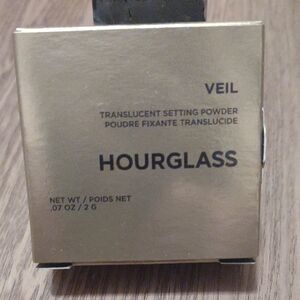 VEIL
TRANSLUCENT SETTING POWDER
POUDRE FIXANTE TRANSLUCIDE
HOURGLASS
NET WT / POIDS NET
.07 OZ / 2 G